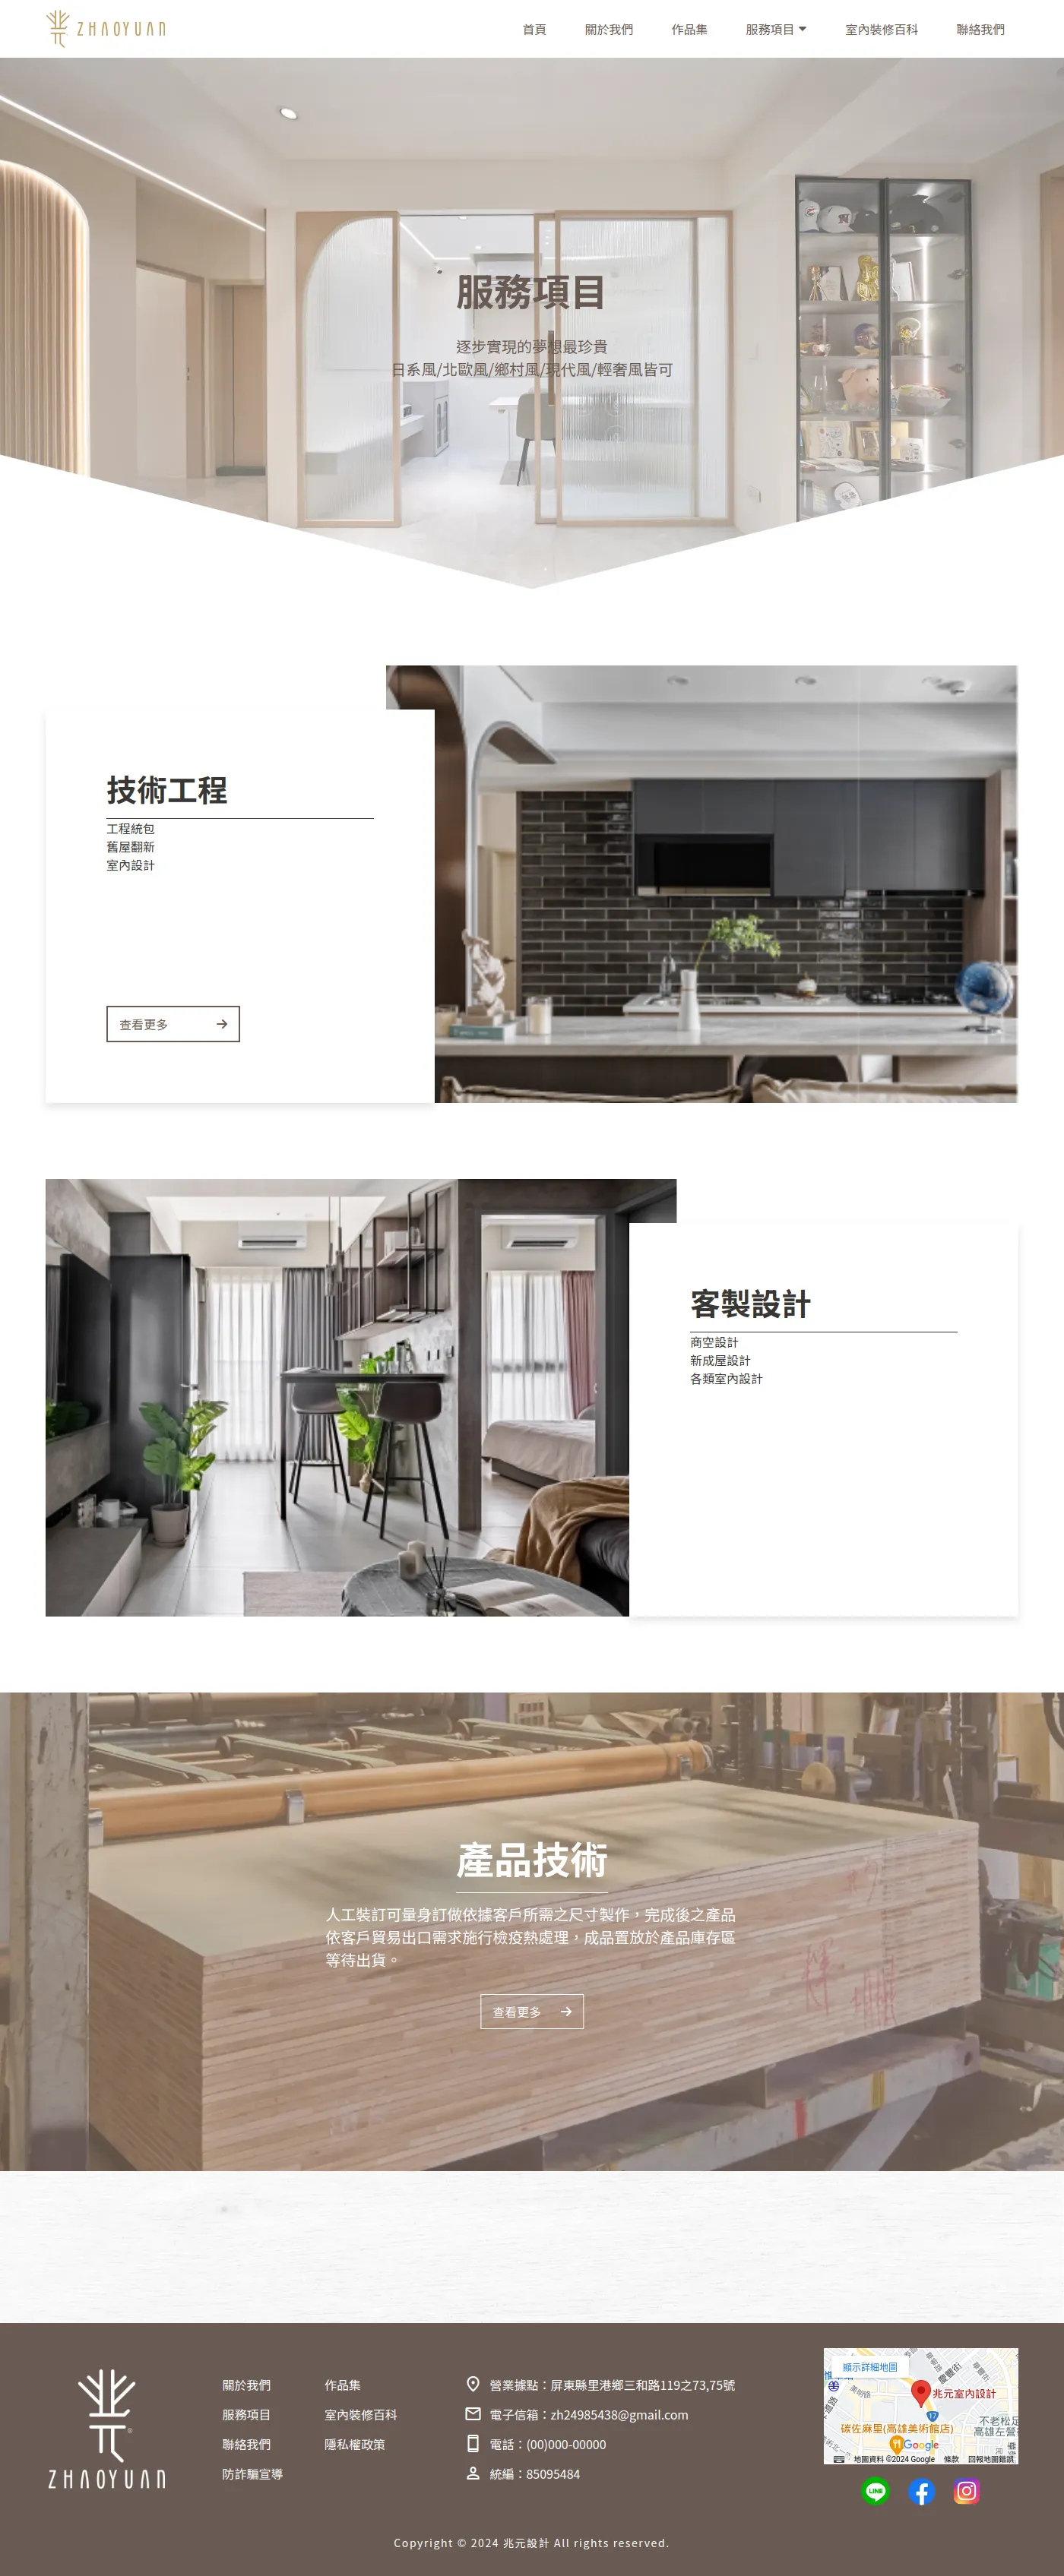 ZHAOYUAN
首頁
關於我們
作品集
服務項目
室內裝修百科
聯絡我們
服務項目
逐步實現的夢想最珍貴
日系風/北歐風/鄉村風/現代風/輕奢風皆可
技術工程
工程統包
舊屋翻新
室內設計
查看更多
客製設計
商空設計
新成屋設計
各類室內設計
產品技術
人工裝訂可量身訂做依據客戶所需之尺寸製作，完成後之產品
依客戶貿易出口需求施行檢疫熱處理，成品置放於產品庫存區
等待出貨。
查看更多
ZHAOYUAN
關於我們
服務項目
聯絡我們
防詐騙宣導
作品集
室內裝修百科
隱私權政策
營業據點：屏東縣里港鄉三和路119之73,75號
電子信箱：zh24985438@gmail.com
電話：(00)000-00000
統編：85095484
顯示詳細地圖
兆元室內設計
17
碳佐麻里(高雄美術館店)
Google
地圖資料 ©2024 Google
條款
回報地圖錯誤
LINE
Copyright © 2024 兆元設計 All rights reserved.